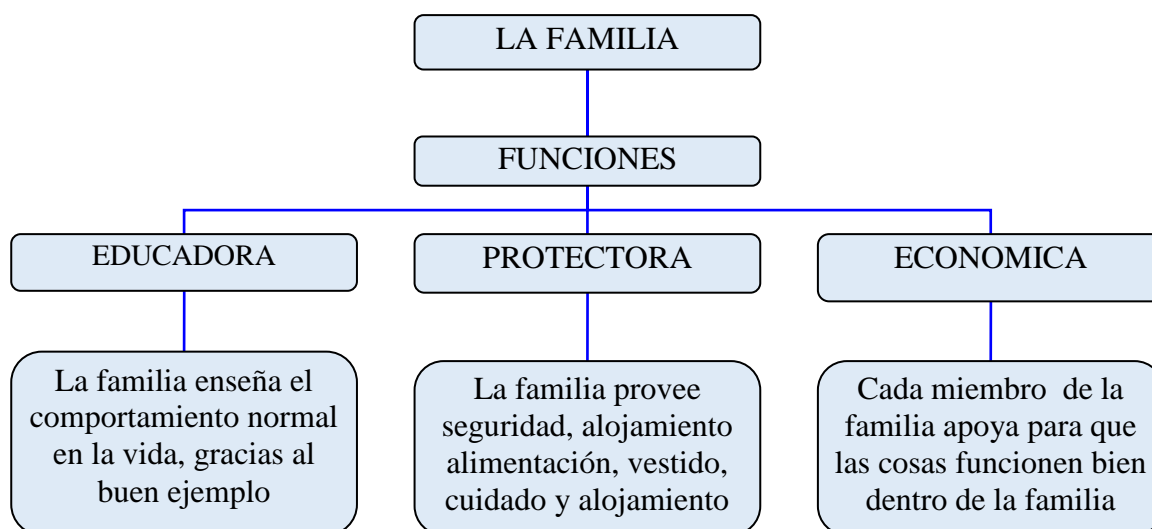 LA FAMILIA
FUNCIONES
EDUCADORA
PROTECTORA
ECONOMICA
La familia enseña el
comportamiento normal
en la vida, gracias al
buen ejemplo
La familia provee
seguridad, alojamiento
alimentación, vestido,
cuidado y alojamiento
Cada miembro  de la
familia apoya para que
las cosas funcionen bien
dentro de la familia